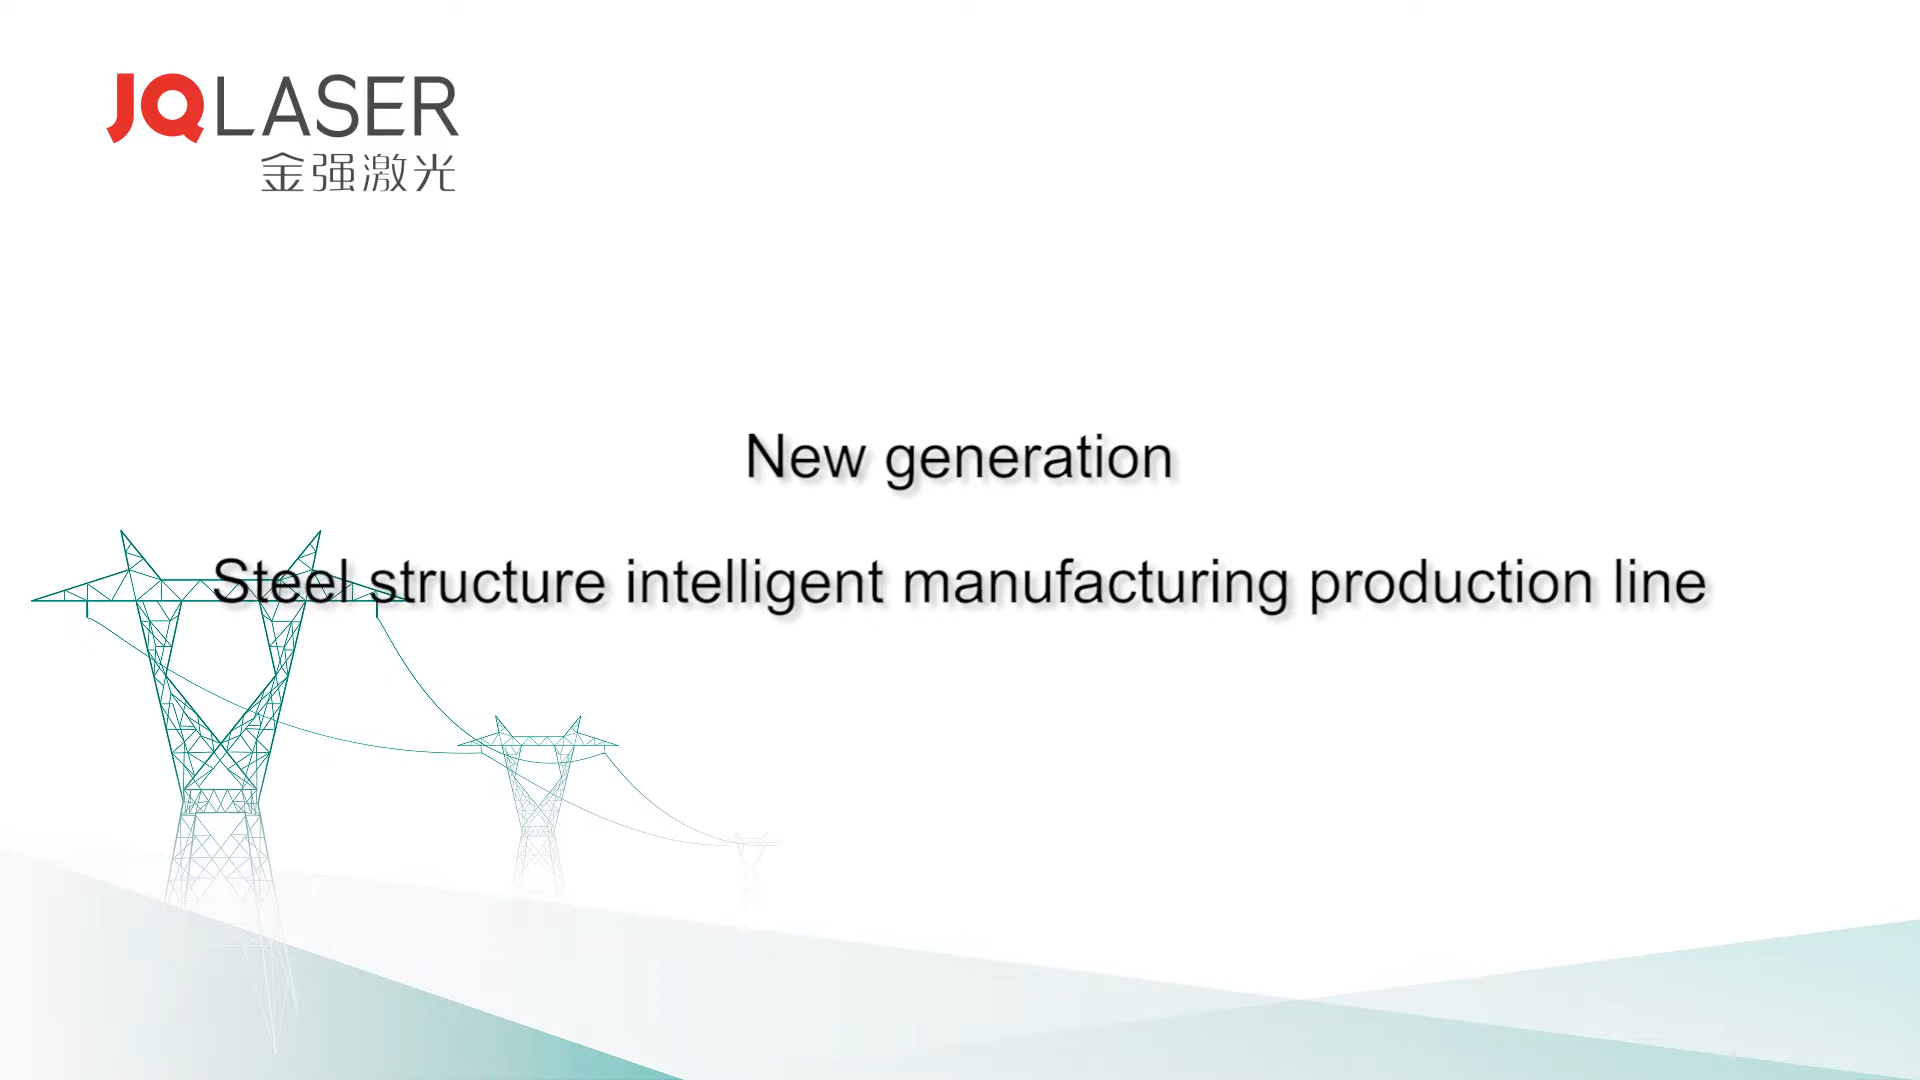 JQLASER
金强激光
New generation
Steel structure intelligent manufacturing production line